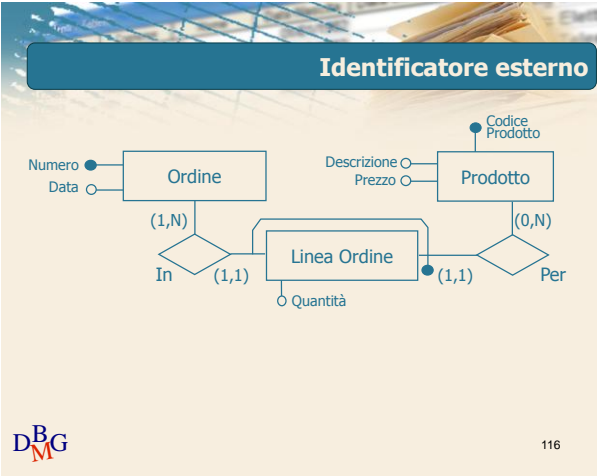 Identificatore esterno
Codice
Prodotto
Numero
Data
Ordine
Descrizione
Prezzo
Prodotto
(1,N)
(0,N)
Linea Ordine
In
(1,1)
(1,1)
Per
Quantità
DBMG
116